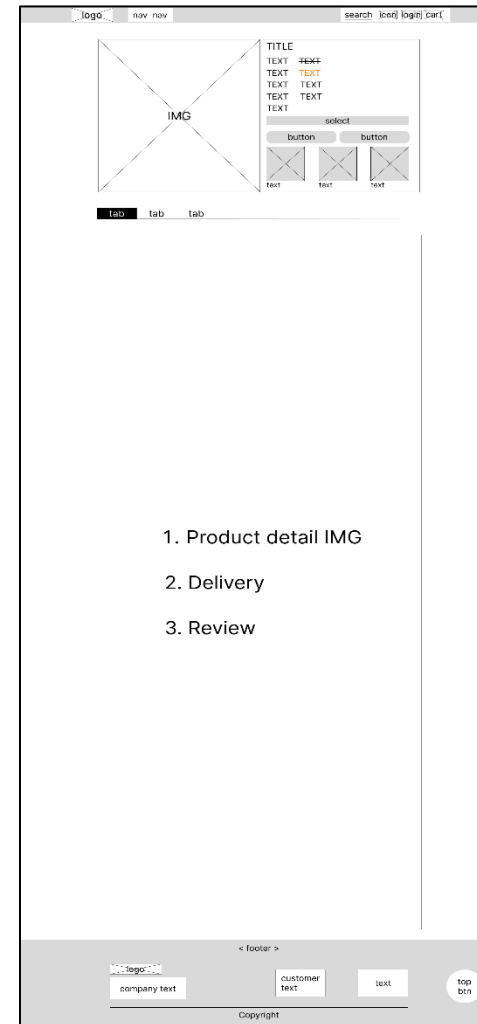 logo nav nav search icon login cart
IMG
TITLE
TEXT TEXT
TEXT TEXT
TEXT TEXT
TEXT TEXT
TEXT
select
button button
text text text
tab tab tab
1. Product detail IMG
2. Delivery
3. Review
< footer >
logo
company text
customer
text
text
top
btn
Copyright